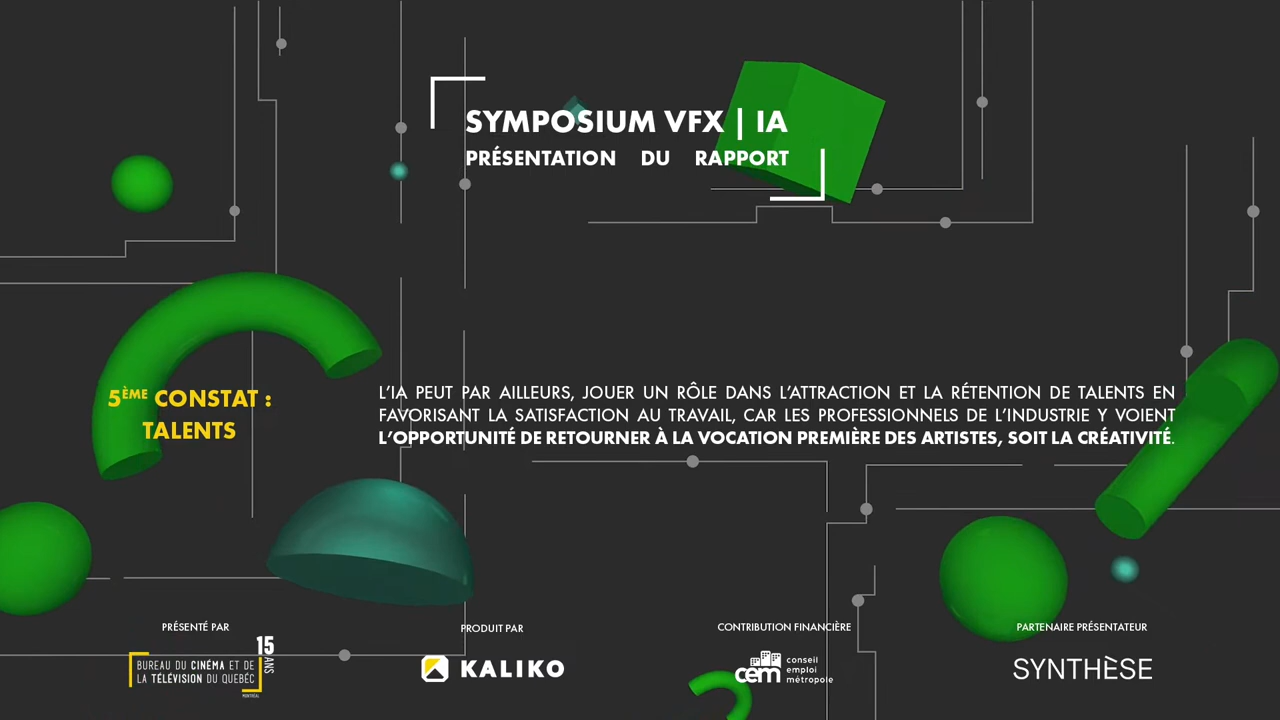 SYMPOSIUM VFX | IA
PRÉSENTATION DU RAPPORT
5ÈME CONSTAT :
TALENTS
L'IA PEUT PAR AILLEURS, JOUER UN RÔLE DANS L'ATTRACTION ET LA RÉTENTION DE TALENTS EN
FAVORISANT LA SATISFACTION AU TRAVAIL, CAR LES PROFESSIONNELS DE L'INDUSTRIE Y VOIENT
L'OPPORTUNITÉ DE RETOURNER À LA VOCATION PREMIÈRE DES ARTISTES, SOIT LA CRÉATIVITÉ.
PRÉSENTÉ PAR
15 ANS
BUREAU DU CINÉMA ET DE
LA TÉLÉVISION DU QUÉBEC
MONTRÉAL
PRODUIT PAR
KALIKO
CONTRIBUTION FINANCIÈRE
cem
conseil
emploi
métropole
PARTENAIRE PRÉSENTATEUR
SYNTHÈSE